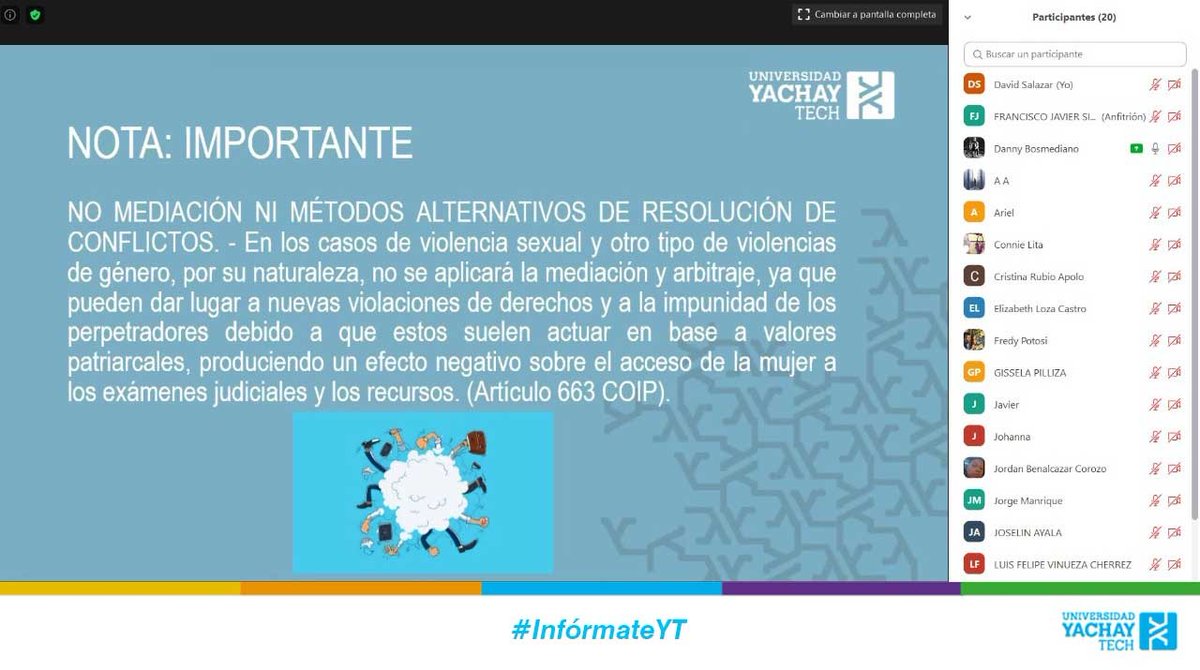 Cambiar a pantalla completa
UNIVERSIDAD
YACHAY
TECH
NOTA: IMPORTANTE
NO MEDIACIÓN NI MÉTODOS ALTERNATIVOS DE RESOLUCIÓN DE
CONFLICTOS. - En los casos de violencia sexual y otro tipo de violencias
de género, por su naturaleza, no se aplicará la mediación y arbitraje, ya que
pueden dar lugar a nuevas violaciones de derechos y a la impunidad de los
perpetradores debido a que estos suelen actuar en base a valores
patriarcales, produciendo un efecto negativo sobre el acceso de la mujer a
los exámenes judiciales y los recursos. (Artículo 663 COIP).
Participantes (20)
Buscar un participante
DS David Salazar (Yo)
FJ FRANCISCO JAVIER SI... (Anfitrión)
Danny Bosmediano
A A
A Ariel
Connie Lita
C Cristina Rubio Apolo
EL Elizabeth Loza Castro
Fredy Potosi
GP GISSELA PILLIZA
J Javier
J Johanna
Jordan Benalcazar Corozo
JM Jorge Manrique
JA JOSELIN AYALA
LF LUIS FELIPE VINUEZA CHERREZ
#InfórmateYT
UNIVERSIDAD
YACHAY
TECH